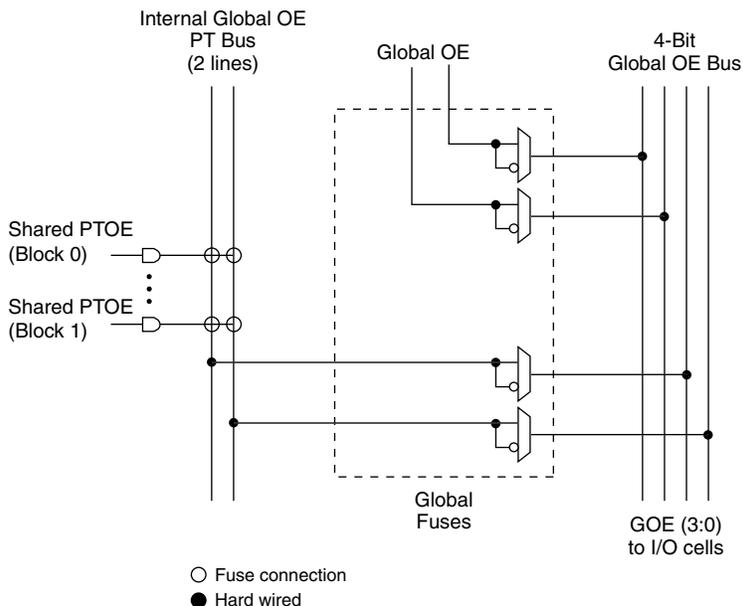 Internal Global OE
PT Bus
(2 lines)
Global OE
4-Bit
Global OE Bus
Shared PTOE
(Block 0)
Shared PTOE
(Block 1)
Global
Fuses
GOE (3:0)
to I/O cells
Fuse connection
Hard wired